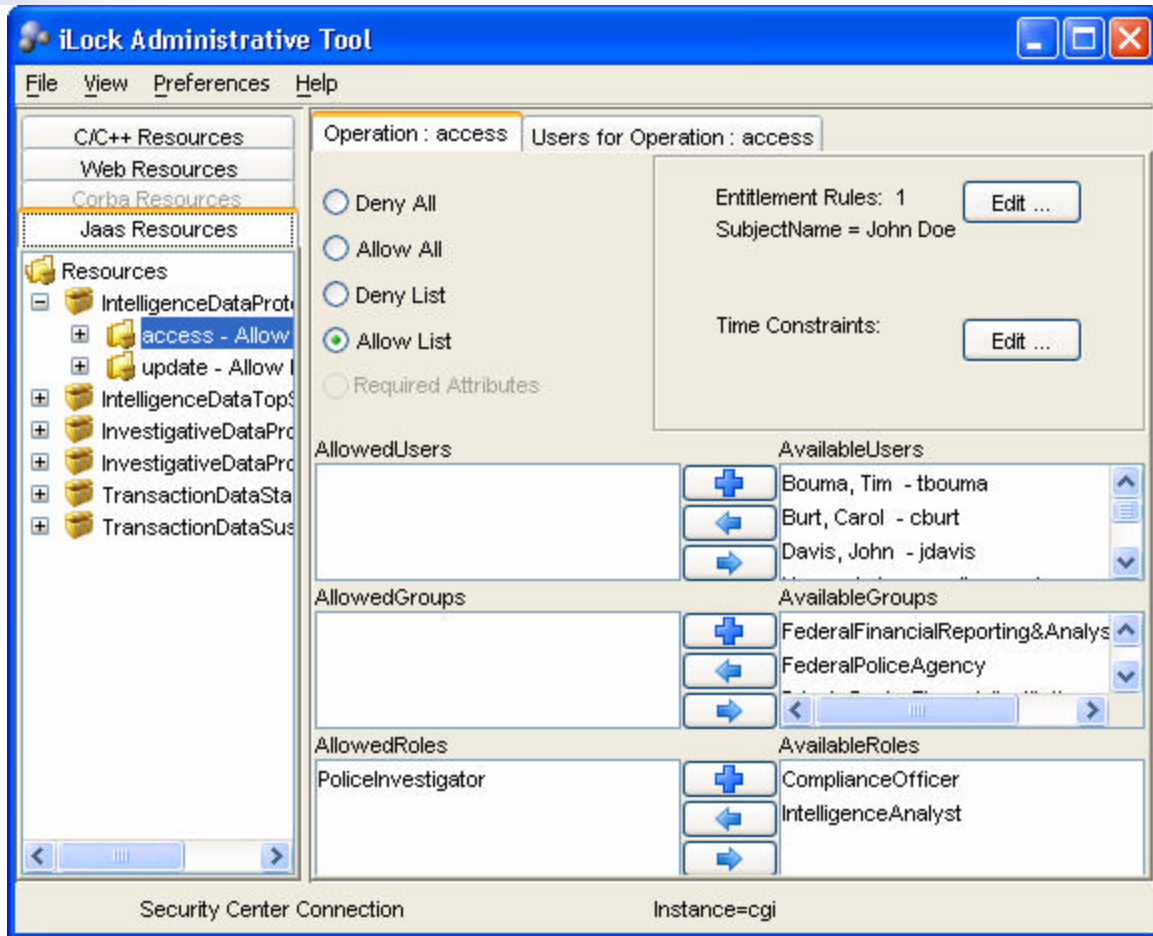 iLock Administrative Tool
File View Preferences Help
C/C++ Resources
Web Resources
Corba Resources
Jaas Resources
Resources
IntelligenceDataProt
access - Allow
update - Allow
IntelligenceDataTop
InvestigativeDataPro
InvestigativeDataPro
TransactionDataSta
TransactionDataSus
Operation : access
Users for Operation : access
Deny All
Allow All
Deny List
Allow List
Required Attributes
Entitlement Rules: 1
Edit ...
SubjectName = John Doe
Time Constraints:
Edit ...
AllowedUsers
AvailableUsers
Bouma, Tim - tbouma
Burt, Carol - cburt
Davis, John - jdavis
AllowedGroups
AvailableGroups
FederalFinancialReporting&Analys
FederalPoliceAgency
AllowedRoles
PoliceInvestigator
AvailableRoles
ComplianceOfficer
IntelligenceAnalyst
Security Center Connection
Instance=cgi